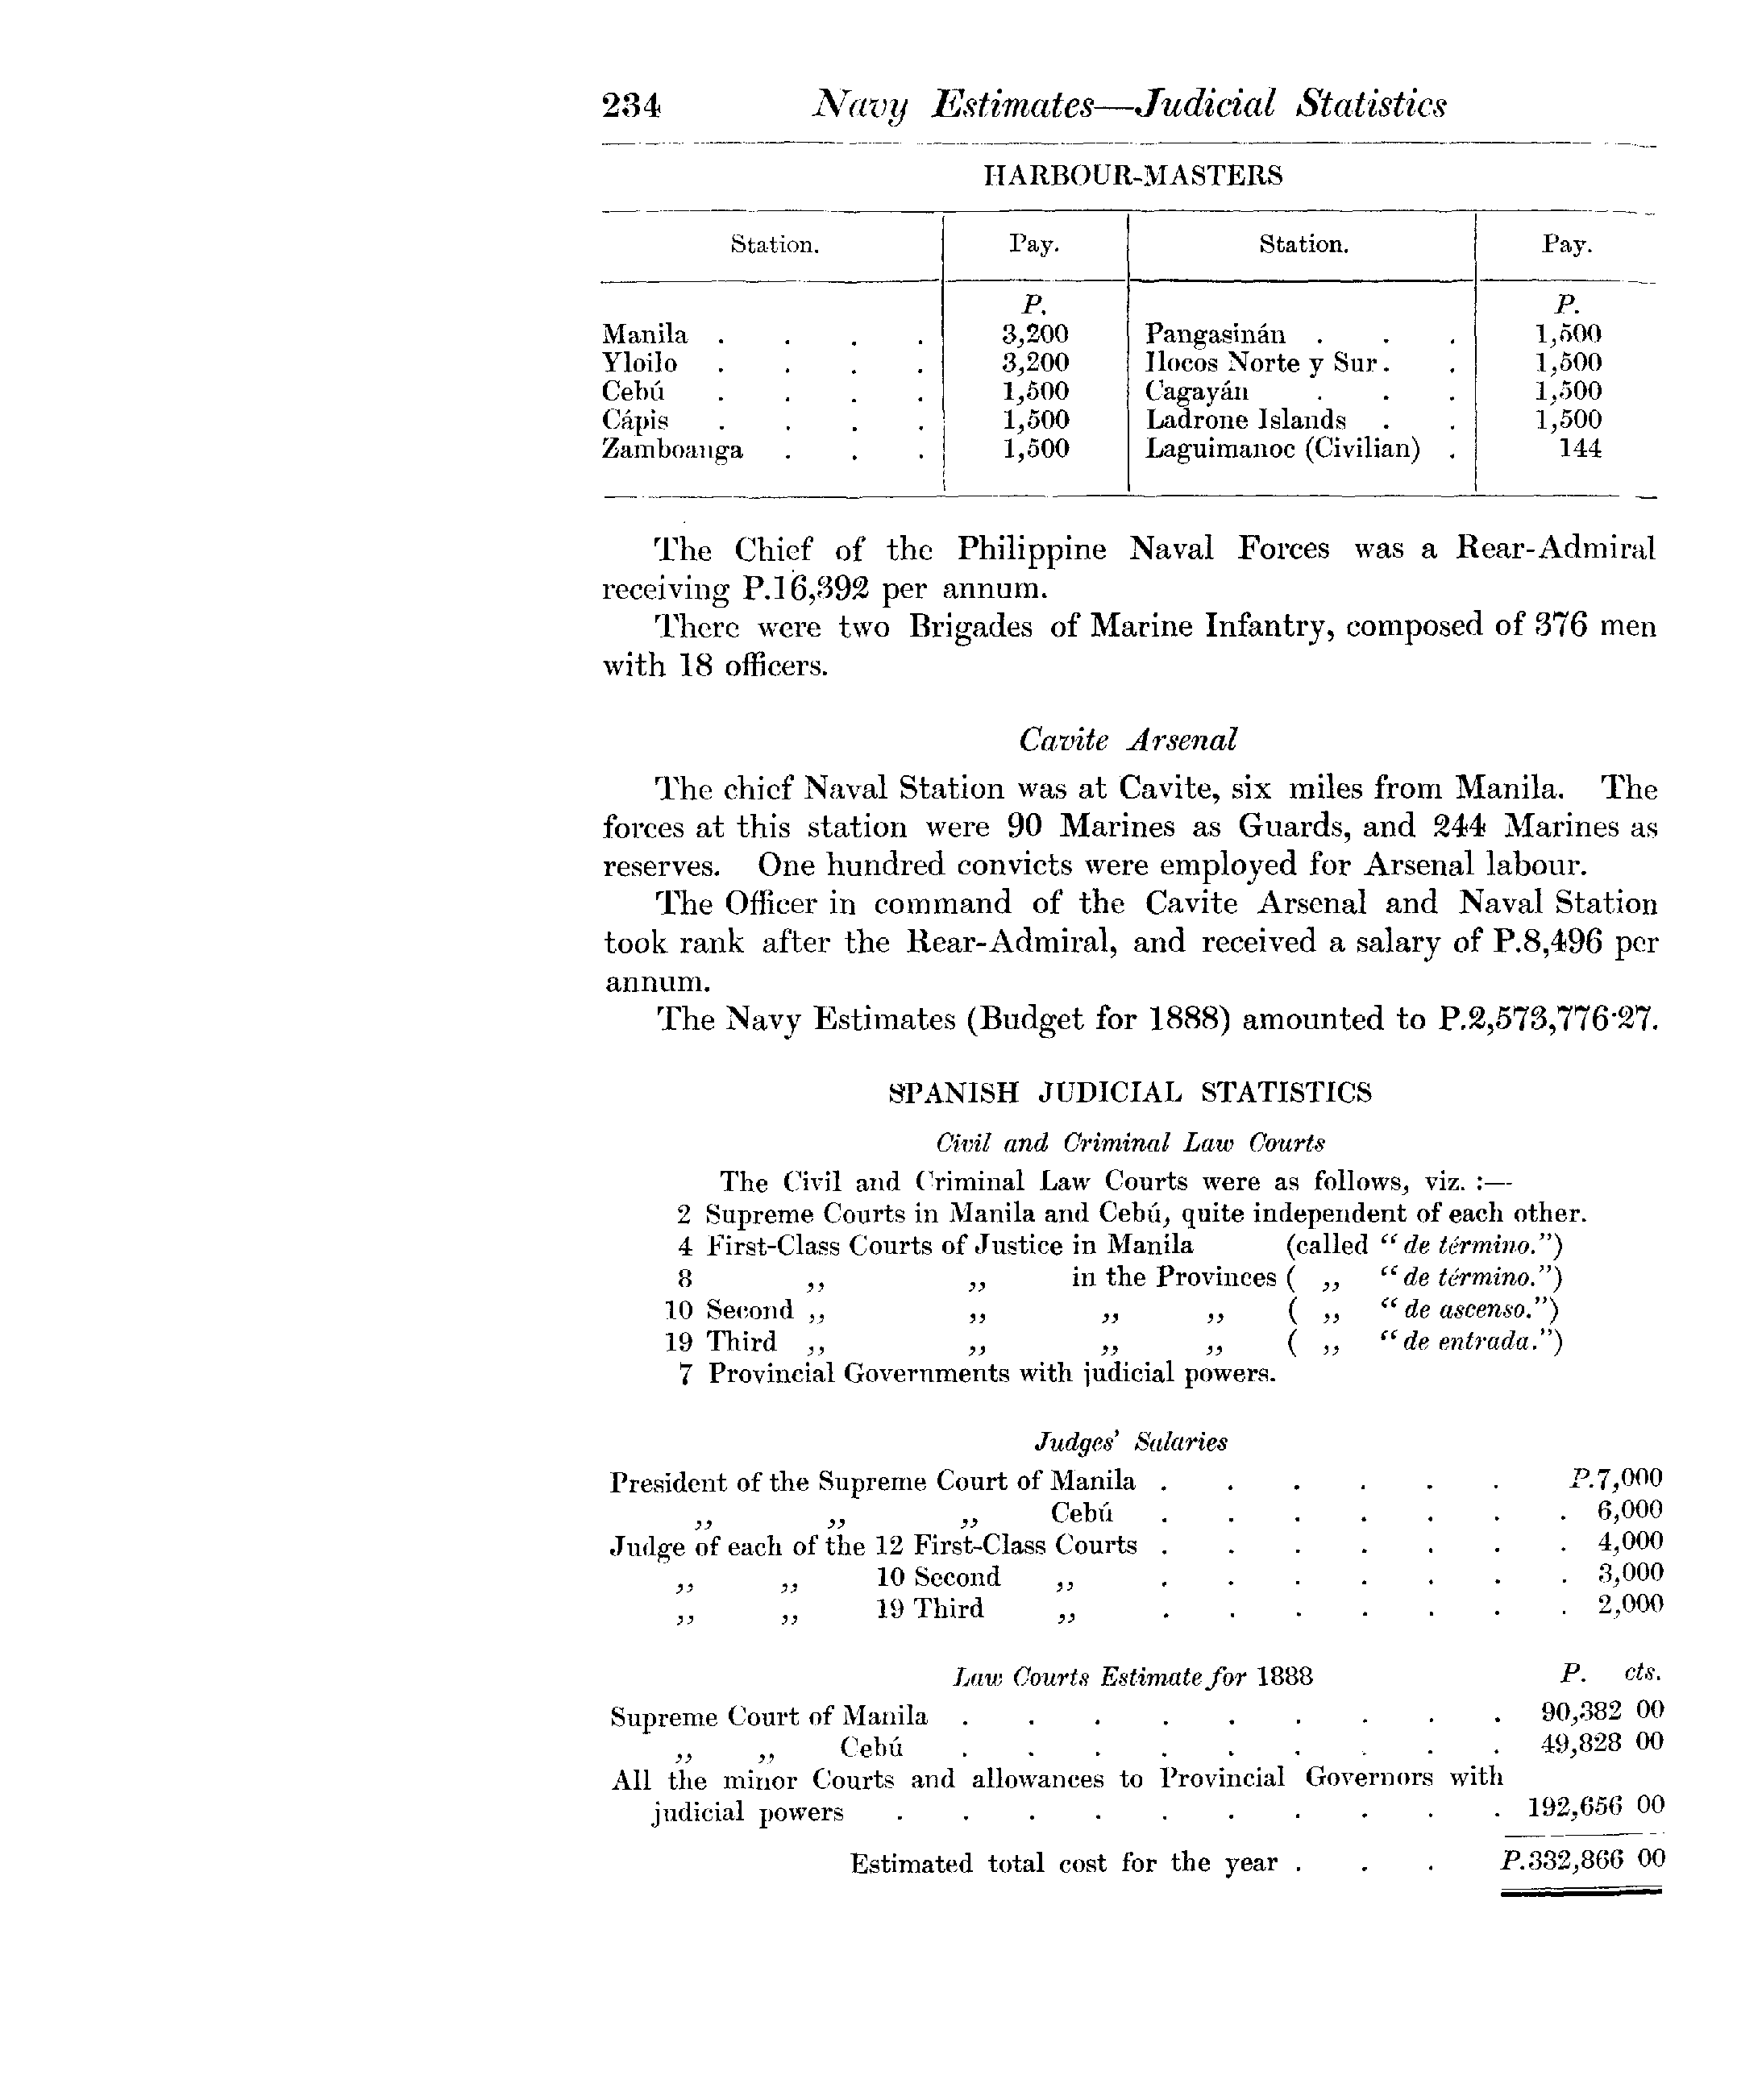 234 Navy Estimates—Judicial Statistics
HARBOUR-MASTERS
Station. Pay. Station. Pay.
P. P.
Manila . . . . 3,200 Pangasinán . . . 1,500
Yloilo . . . . 3,200 Ilocos Norte y Sur . . 1,500
Cebú . . . . 1,500 Cagayán . . . 1,500
Cápis . . . . 1,500 Ladrone Islands . . 1,500
Zamboanga . . . 1,500 Laguimanoc (Civilian) . 144
The Chief of the Philippine Naval Forces was a Rear-Admiral
receiving P.16,392 per annum.
There were two Brigades of Marine Infantry, composed of 376 men
with 18 officers.
Cavite Arsenal
The chief Naval Station was at Cavite, six miles from Manila. The
forces at this station were 90 Marines as Guards, and 244 Marines as
reserves. One hundred convicts were employed for Arsenal labour.
The Officer in command of the Cavite Arsenal and Naval Station
took rank after the Rear-Admiral, and received a salary of P.8,496 per
annum.
The Navy Estimates (Budget for 1888) amounted to P.2,573,776·27.
SPANISH JUDICIAL STATISTICS
Civil and Criminal Law Courts
The Civil and Criminal Law Courts were as follows, viz. :—
2 Supreme Courts in Manila and Cebú, quite independent of each other.
4 First-Class Courts of Justice in Manila (called “de término.”)
8 ,, ,, in the Provinces ( ,, “de término.”)
10 Second ,, ,, ,, ,, ( ,, “de ascenso.”)
19 Third ,, ,, ,, ,, ( ,, “de entrada.”)
7 Provincial Governments with judicial powers.
Judges' Salaries
President of the Supreme Court of Manila . . . . . . P.7,000
,, ,, ,, Cebú . . . . . . . 6,000
Judge of each of the 12 First-Class Courts . . . . . . . 4,000
,, ,, 10 Second ,, . . . . . . . 3,000
,, ,, 19 Third ,, . . . . . . . 2,000
Law Courts Estimate for 1888 P. cts.
Supreme Court of Manila . . . . . . . . . 90,382 00
,, ,, Cebú . . . . . . . . . 49,828 00
All the minor Courts and allowances to Provincial Governors with
judicial powers . . . . . . . . . . 192,656 00
Estimated total cost for the year . . . P.332,866 00